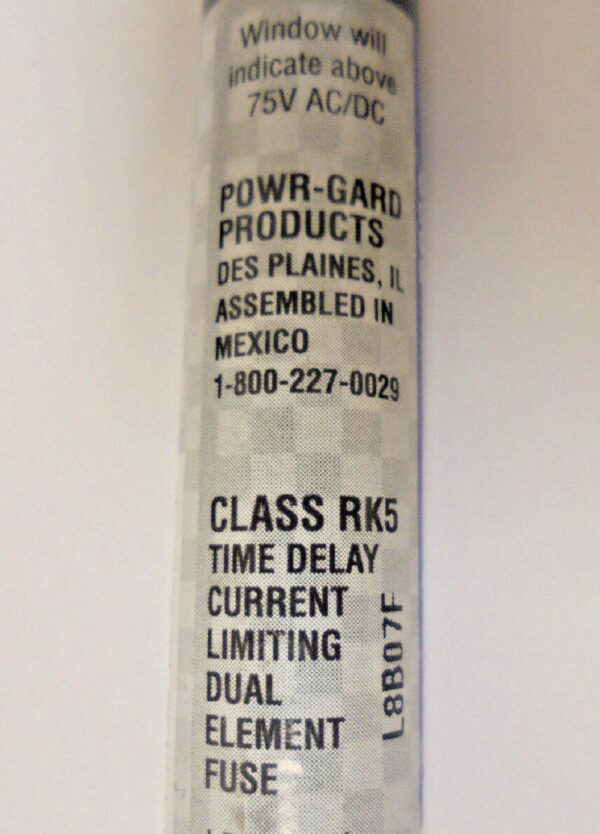 Window will
indicate above
75V AC/DC
POWR-GARD
PRODUCTS
DES PLAINES, IL
ASSEMBLED IN
MEXICO
1-800-227-0029
CLASS RK5
TIME DELAY
CURRENT
LIMITING
DUAL
ELEMENT
FUSE
L8B07F